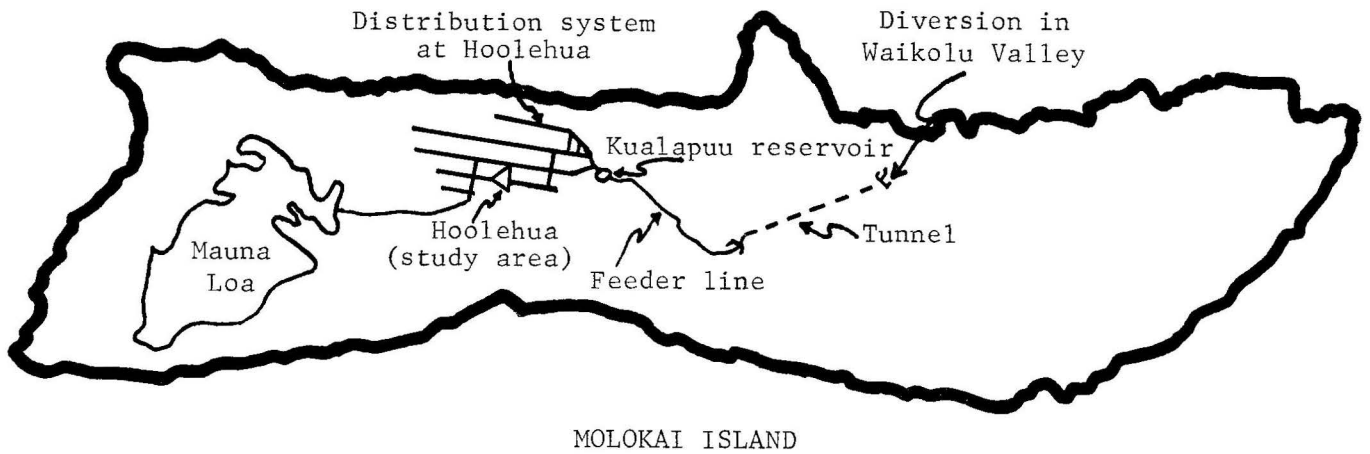 Distribution system
at Hoolehua
Diversion in
Waikolu Valley
Kualapuu reservoir
Hoolehua
(study area)
Mauna
Loa
Tunnel
Feeder line
MOLOKAI ISLAND